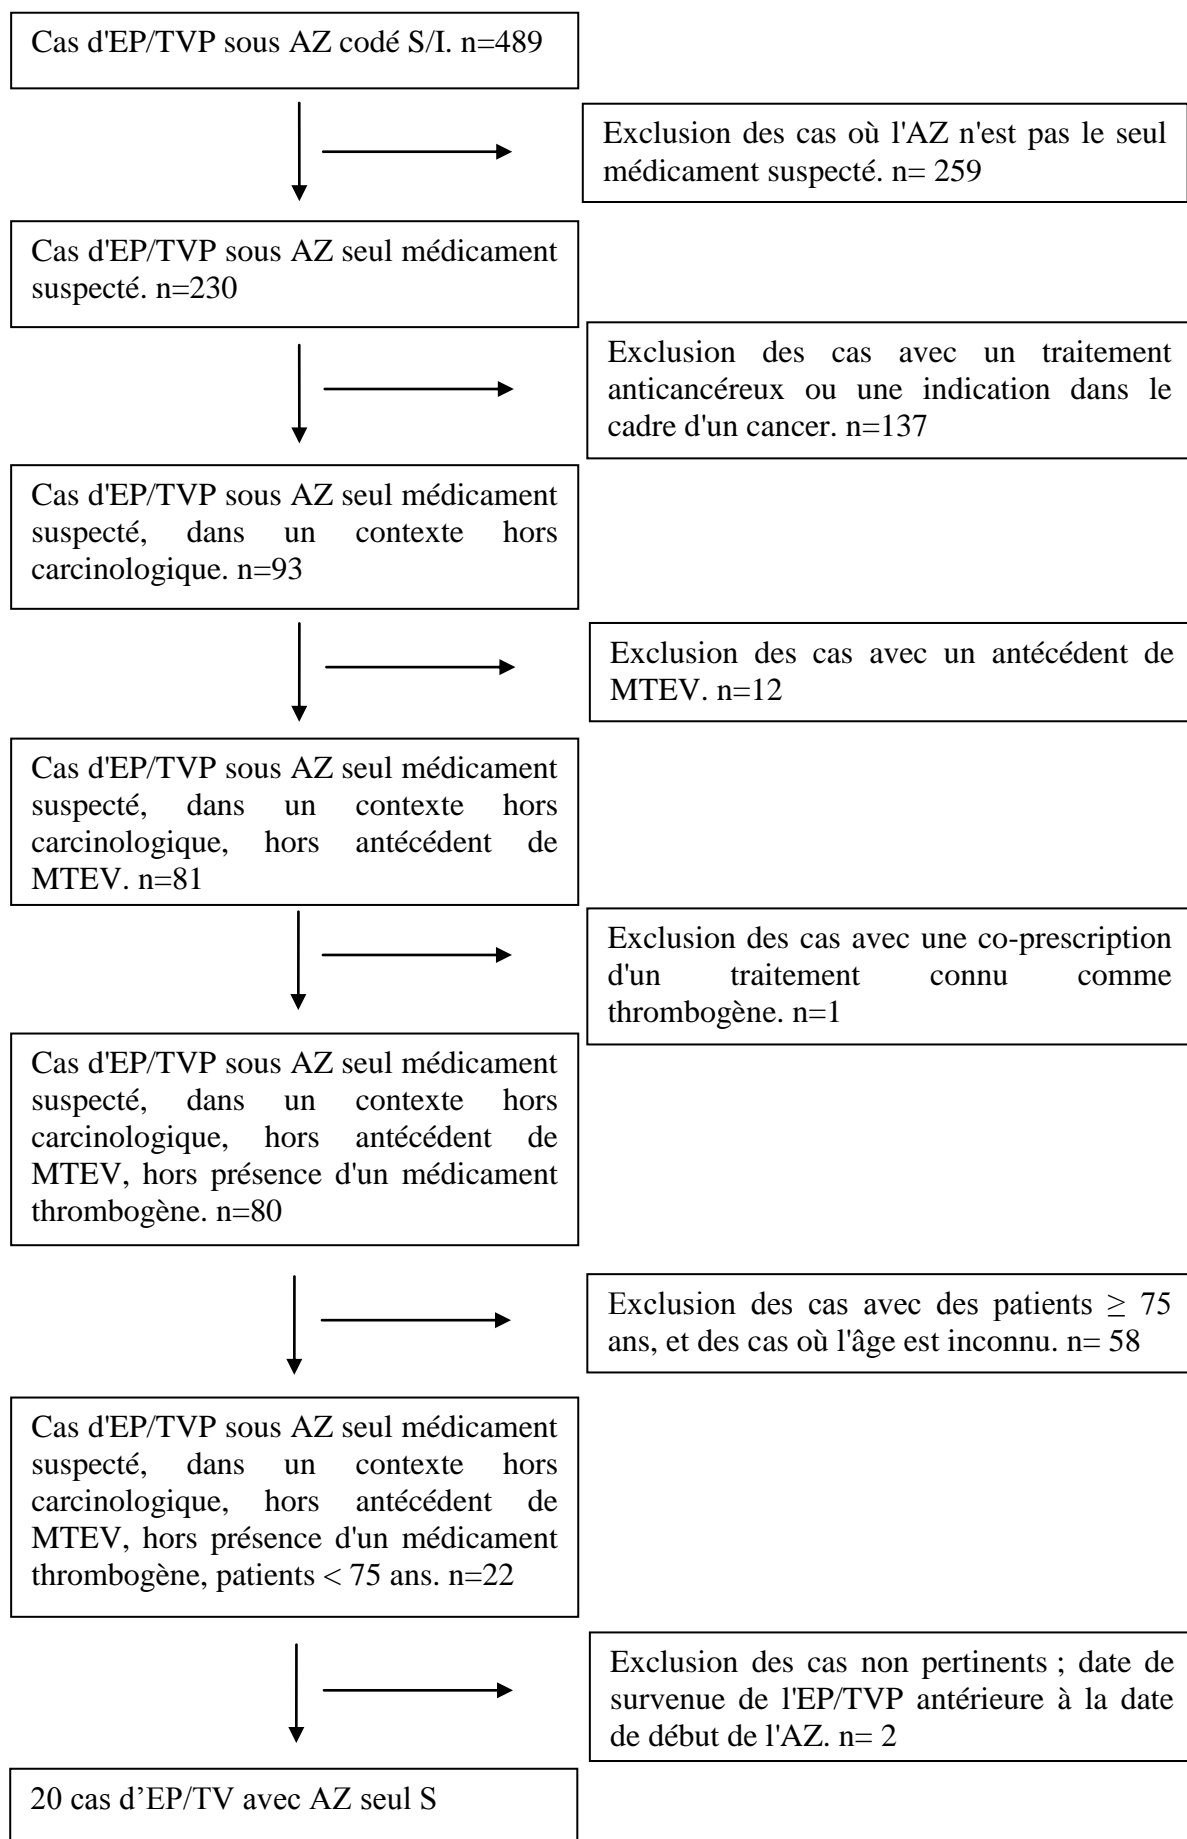 Cas d'EP/TVP sous AZ codé S/I. n=489
Exclusion des cas où l'AZ n'est pas le seul
médicament suspecté. n= 259
Cas d'EP/TVP sous AZ seul médicament
suspecté. n=230
Exclusion des cas avec un traitement
anticancéreux ou une indication dans le
cadre d'un cancer. n=137
Cas d'EP/TVP sous AZ seul médicament
suspecté, dans un contexte hors
carcinologique. n=93
Exclusion des cas avec un antécédent de
MTEV. n=12
Cas d'EP/TVP sous AZ seul médicament
suspecté, dans un contexte hors
carcinologique, hors antécédent de
MTEV. n=81
Exclusion des cas avec une co-prescription
d'un traitement connu comme
thrombogène. n=1
Cas d'EP/TVP sous AZ seul médicament
suspecté, dans un contexte hors
carcinologique, hors antécédent de
MTEV, hors présence d'un médicament
thrombogène. n=80
Exclusion des cas avec des patients ≥ 75
ans, et des cas où l'âge est inconnu. n= 58
Cas d'EP/TVP sous AZ seul médicament
suspecté, dans un contexte hors
carcinologique, hors antécédent de
MTEV, hors présence d'un médicament
thrombogène, patients < 75 ans. n=22
Exclusion des cas non pertinents ; date de
survenue de l'EP/TVP antérieure à la date
de début de l'AZ. n= 2
20 cas d’EP/TV avec AZ seul S